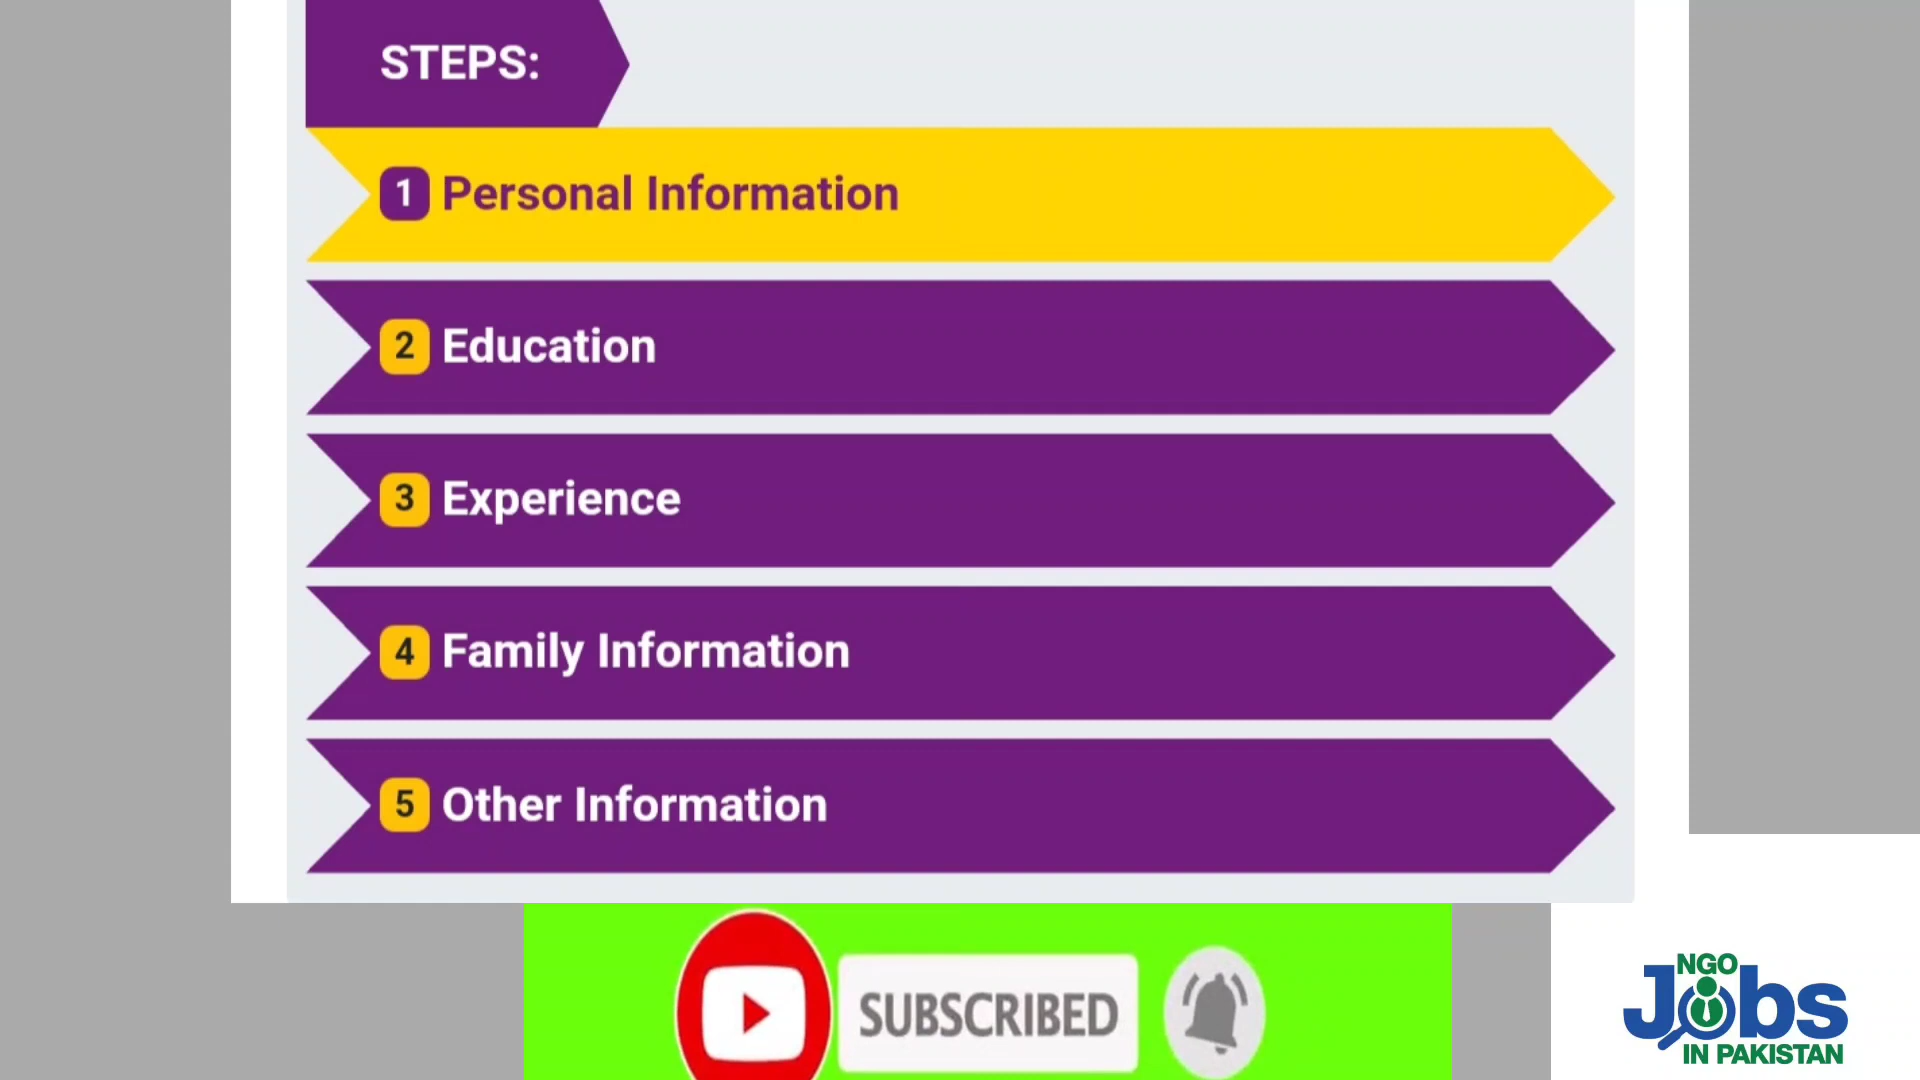 STEPS:
1 Personal Information
2 Education
3 Experience
4 Family Information
5 Other Information
SUBSCRIBED
NGO
Jobs
IN PAKISTAN